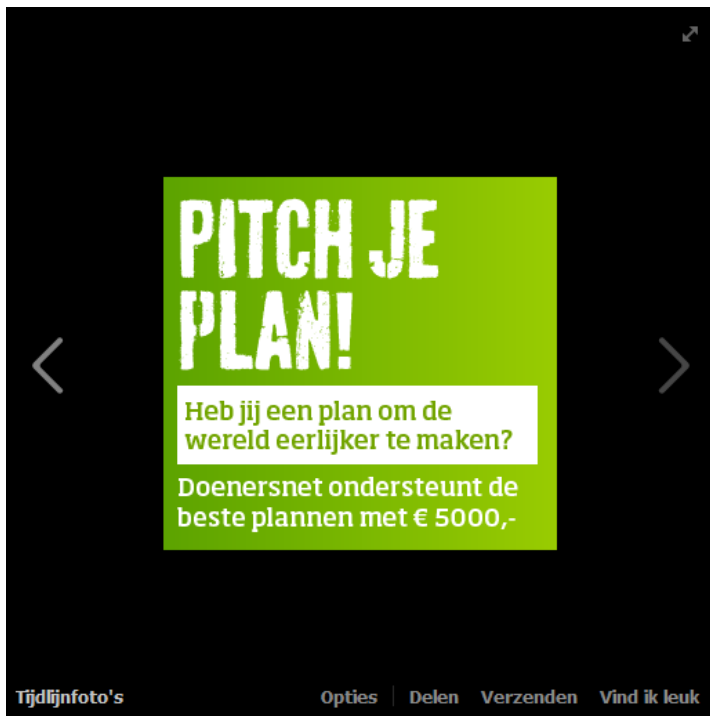 PITCH JE
PLAN!
Heb jij een plan om de
wereld eerlijker te maken?
Doenersnet ondersteunt de
beste plannen met € 5000,-
Tijdlijnfoto's
Opties Delen Verzenden Vind ik leuk